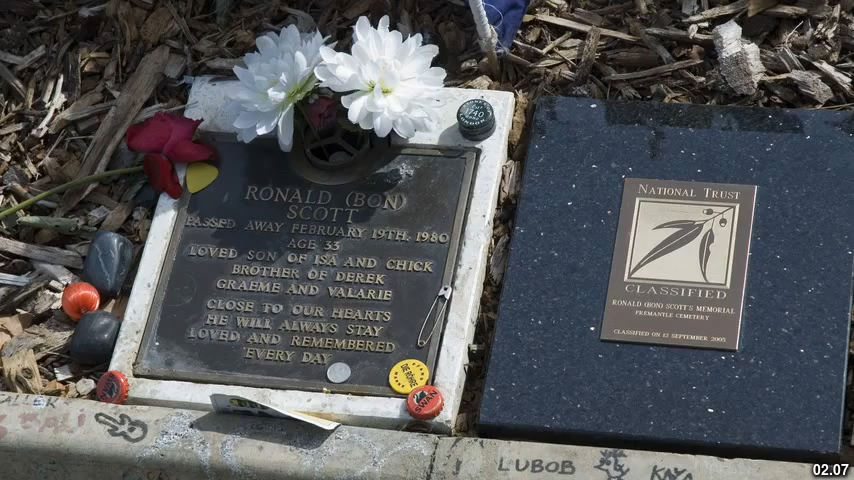 RONALD (BON)
SCOTT
PASSED AWAY FEBRUARY 19TH, 1980
AGE 33
LOVED SON OF ISA AND CHICK
BROTHER OF DEREK
GRAEME AND VALARIE
CLOSE TO OUR HEARTS
HE WILL ALWAYS STAY
LOVED AND REMEMBERED
EVERY DAY
SWAN
NATIONAL TRUST
CLASSIFIED
RONALD (BON) SCOTT'S MEMORIAL
FREMANTLE CEMETERY
CLASSIFIED ON 12 SEPTEMBER 2005
LUBOB
KAYA
02.07